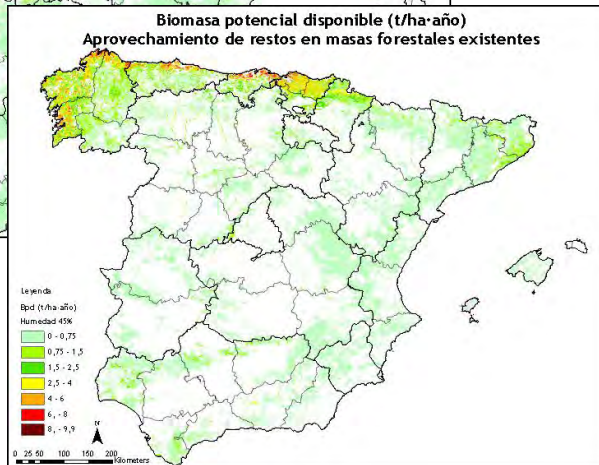 Biomasa potencial disponible (t/ha•año)
Aprovechamiento de restos en masas forestales existentes
Leyenda
Bpd (t/ha·año)
Humedad 45%
0 - 0,75
0,75 - 1,5
1,5 - 2,5
2,5 - 4
4 - 6
6, - 8
8, - 9,9
N
0 25 50 100 150 200
Kilometers